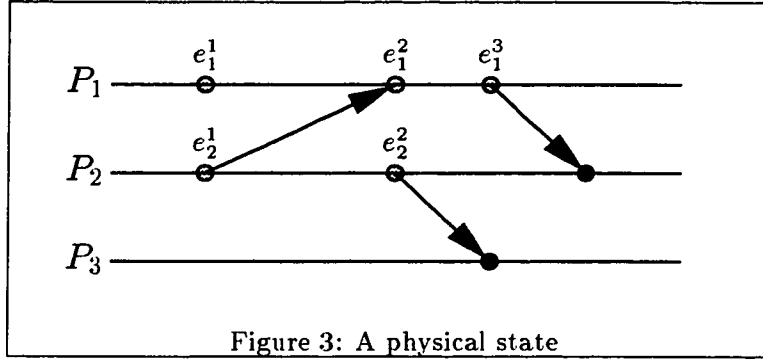 e_1^1 e_1^2 e_1^3
P_1
e_2^1 e_2^2
P_2
P_3
Figure 3: A physical state